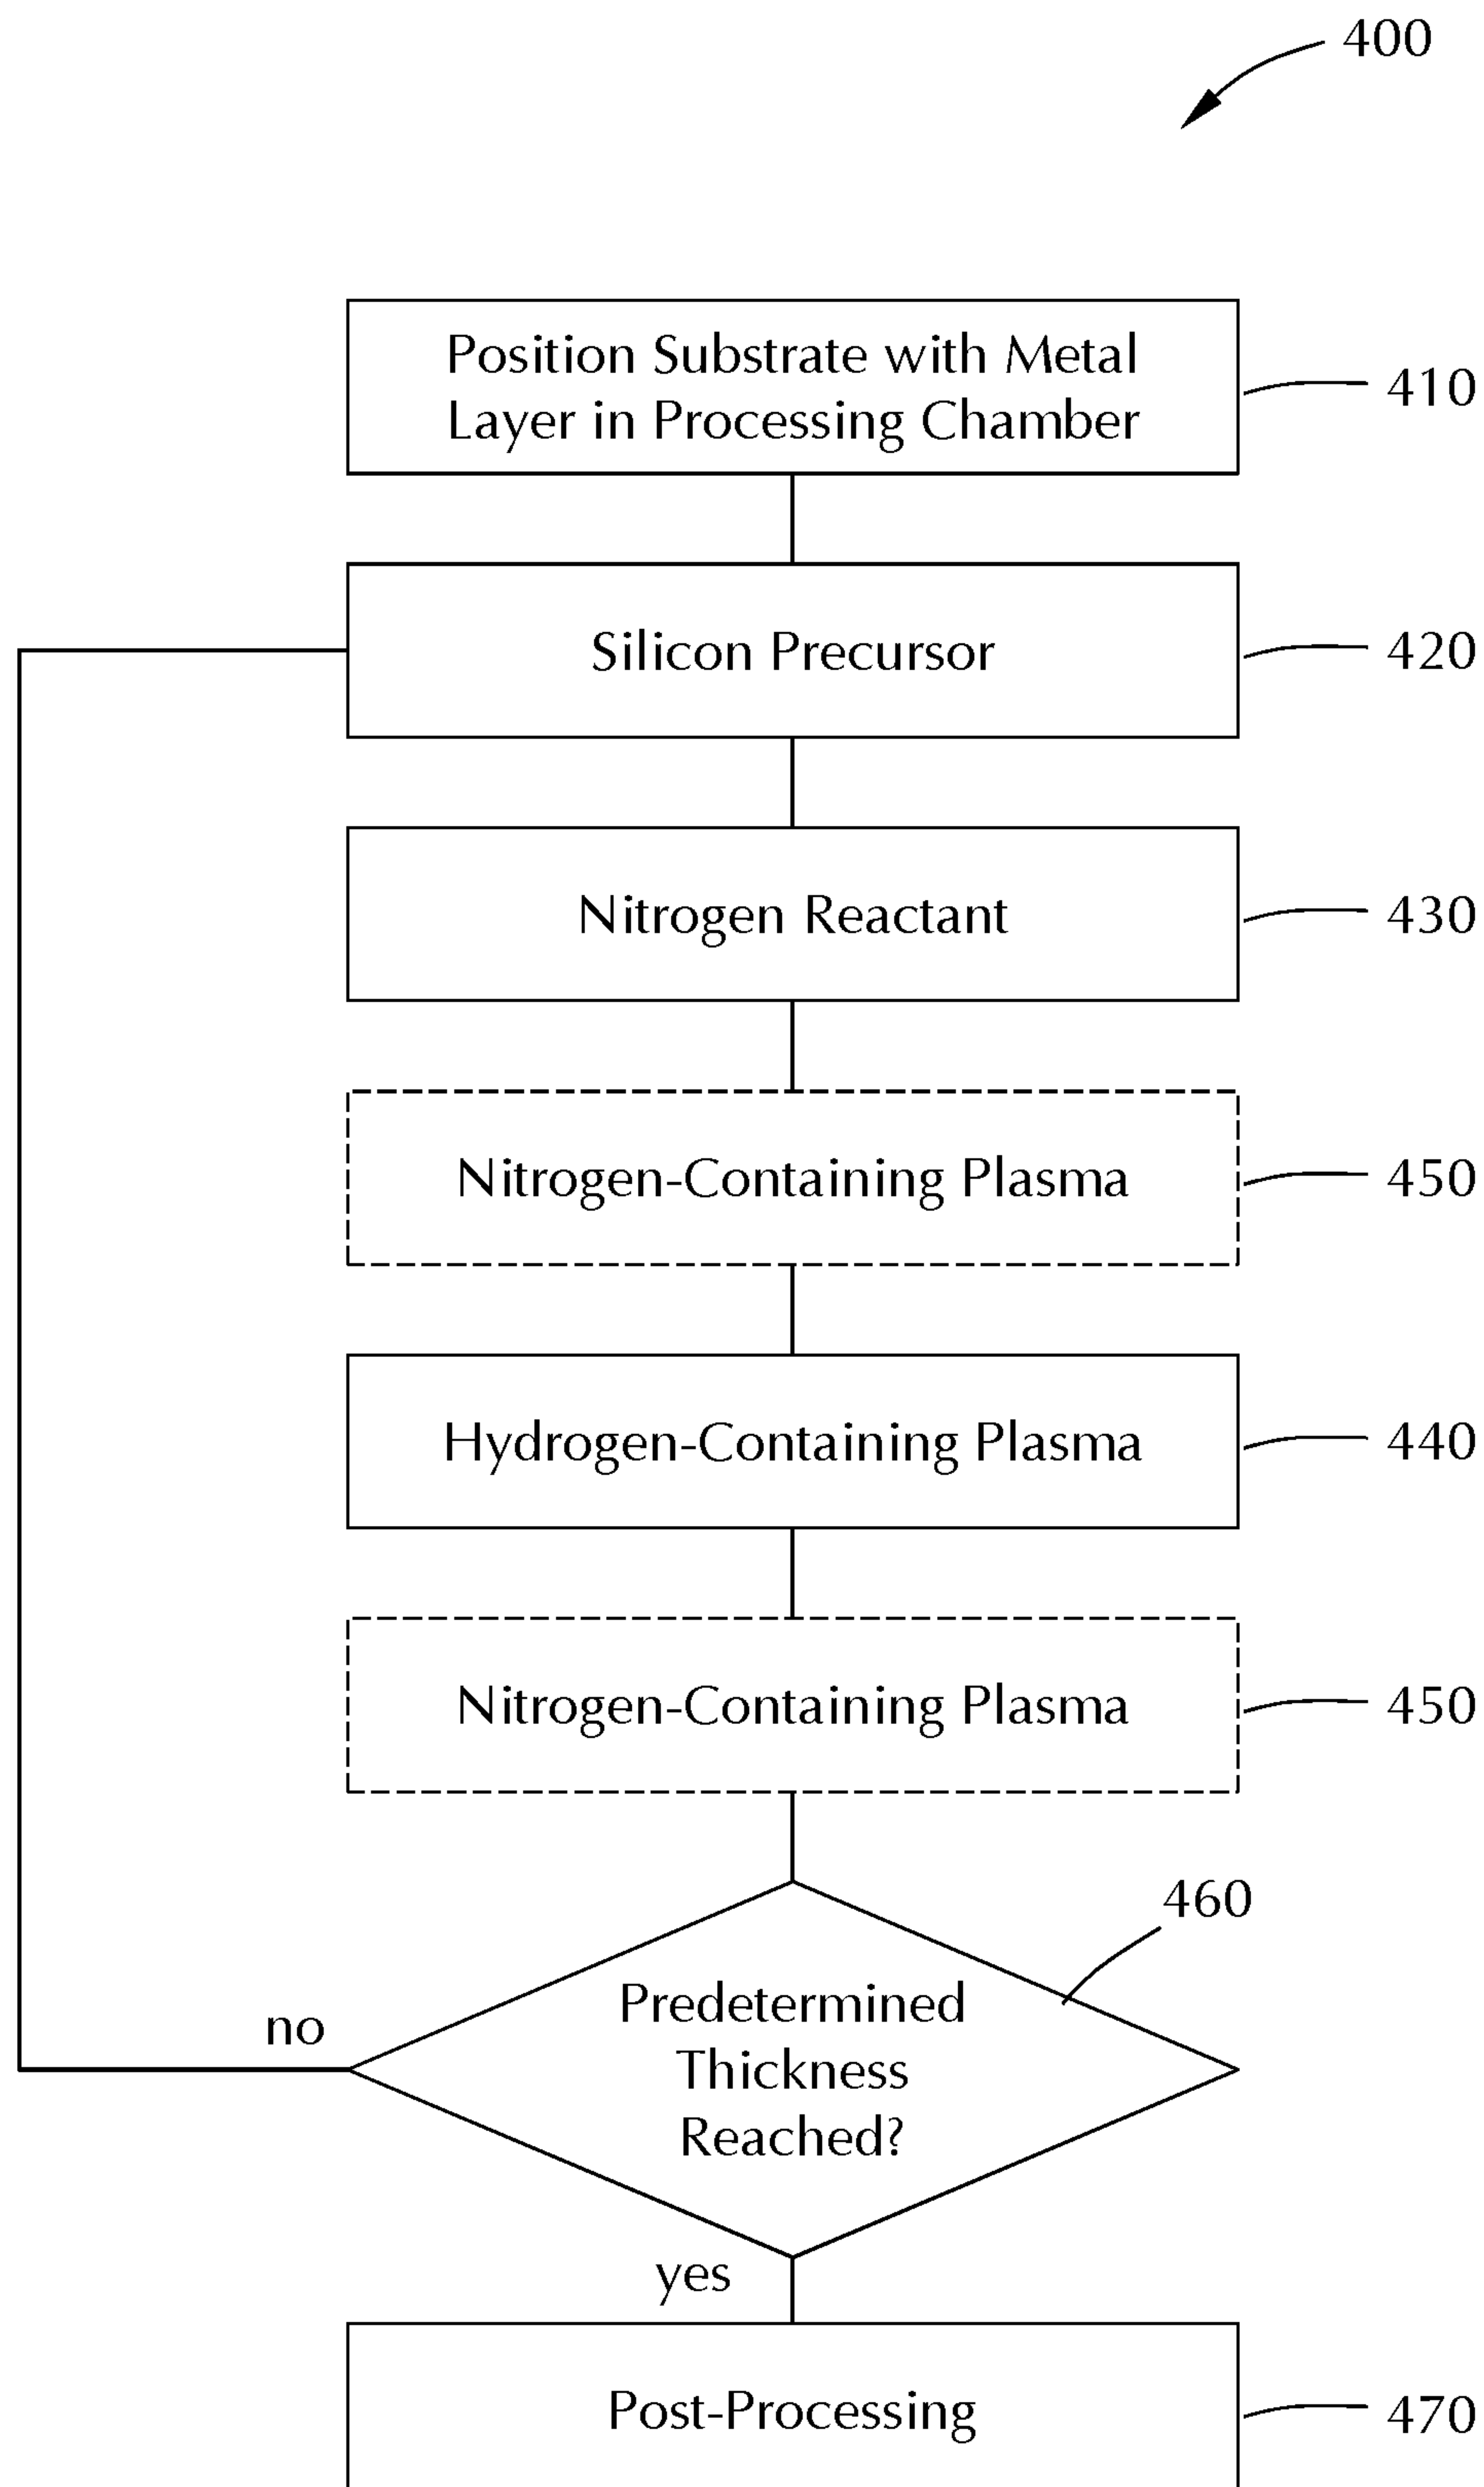 400
Position Substrate with Metal
Layer in Processing Chamber
410
Silicon Precursor
420
Nitrogen Reactant
430
Nitrogen-Containing Plasma
450
Hydrogen-Containing Plasma
440
Nitrogen-Containing Plasma
450
460
Predetermined
Thickness
Reached?
no
yes
Post-Processing
470